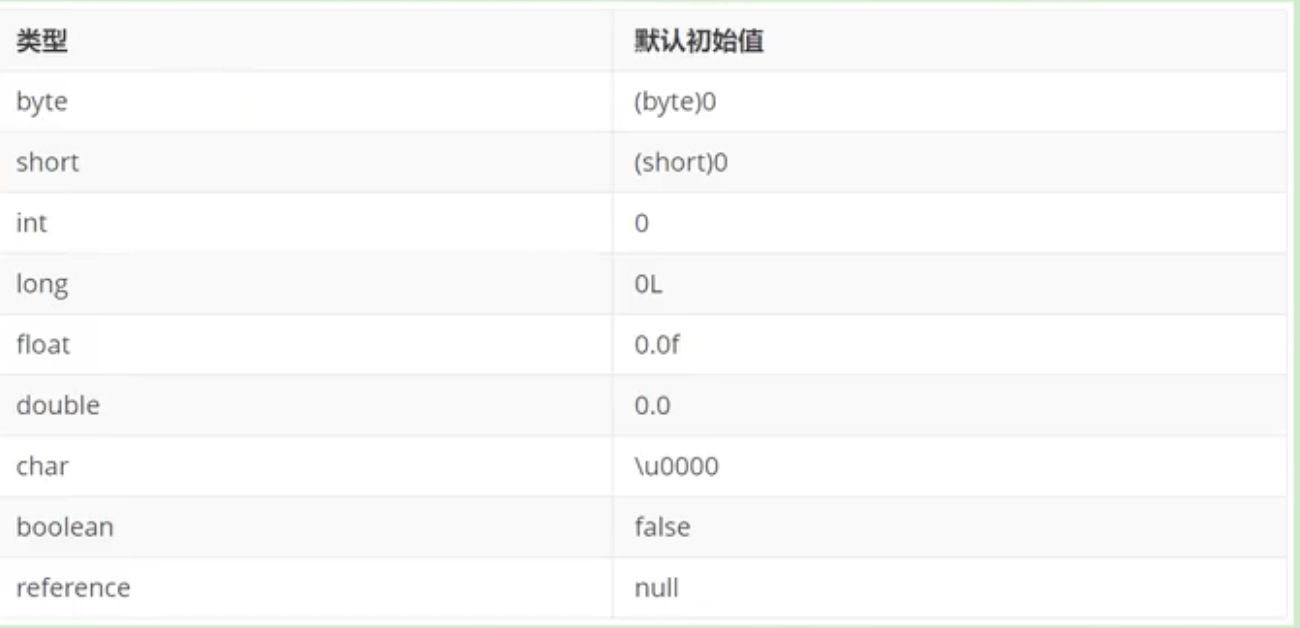 类型 默认初始值
byte (byte)0
short (short)0
int 0
long 0L
float 0.0f
double 0.0
char \u0000
boolean false
reference null